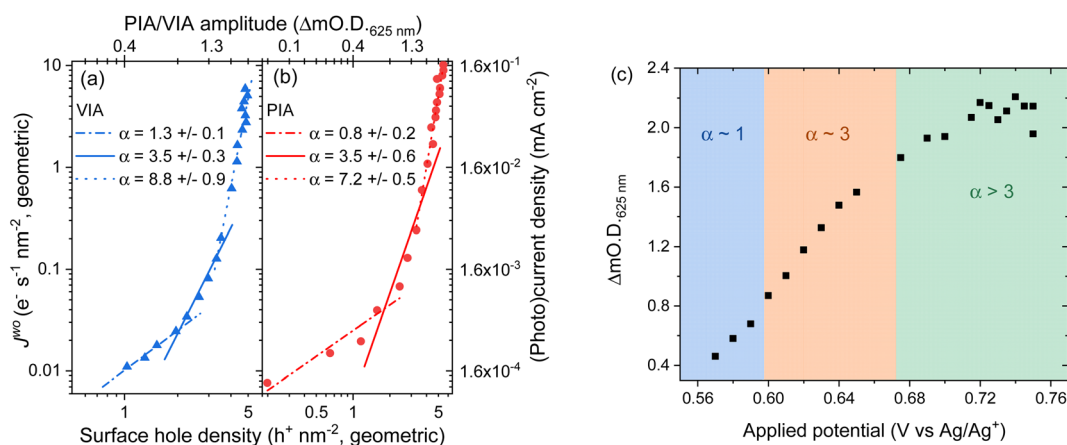 PIA/VIA amplitude (ΔmO.D.625 nm)
0.4 1.3 0.1 0.4 1.3
(a)
VIA
α = 1.3 +/- 0.1
α = 3.5 +/- 0.3
α = 8.8 +/- 0.9
(b)
PIA
α = 0.8 +/- 0.2
α = 3.5 +/- 0.6
α = 7.2 +/- 0.5
10
1
0.1
0.01
Jwo (e- s-1 nm-2, geometric)
1.6x10-1
1.6x10-2
1.6x10-3
1.6x10-4
(Photo)current density (mA cm-2)
1 5 0.5 1 5
Surface hole density (h+ nm-2, geometric)
(c)
2.4
2.0
1.6
1.2
0.8
0.4
ΔmO.D.625 nm
α ~ 1
α ~ 3
α > 3
0.56 0.60 0.64 0.68 0.72 0.76
Applied potential (V vs Ag/Ag+)